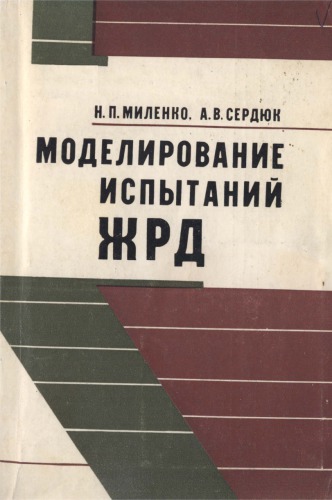 Н.П. МИЛЕНКО, А.В. СЕРДЮК
МОДЕЛИРОВАНИЕ
ИСПЫТАНИЙ
ЖРД